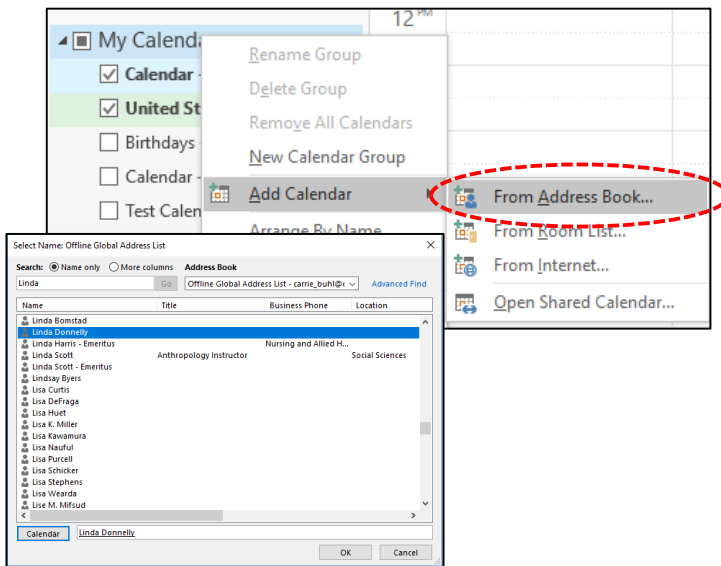 12 PM
My Calenda
Calendar -
United St
Birthdays -
Calendar -
Test Calen
Rename Group
Delete Group
Remove All Calendars
New Calendar Group
Add Calendar
Arrange By Name
From Address Book...
From Room List...
From Internet...
Open Shared Calendar...
Select Name: Offline Global Address List
Search: Name only More columns Address Book
Linda Go Offline Global Address List - carrie_buhl@c Advanced Find
Name Title Business Phone Location
Linda Bomstad
Linda Donnelly
Linda Harris - Emeritus Nursing and Allied H...
Linda Scott Anthropology Instructor Social Sciences
Linda Scott - Emeritus
Lindsay Byers
Lisa Curtis
Lisa DeFraga
Lisa Huet
Lisa K. Miller
Lisa Kawamura
Lisa Nauful
Lisa Purcell
Lisa Schicker
Lisa Stephens
Lisa Wearda
Lise M. Mifsud
Calendar Linda Donnelly
OK Cancel